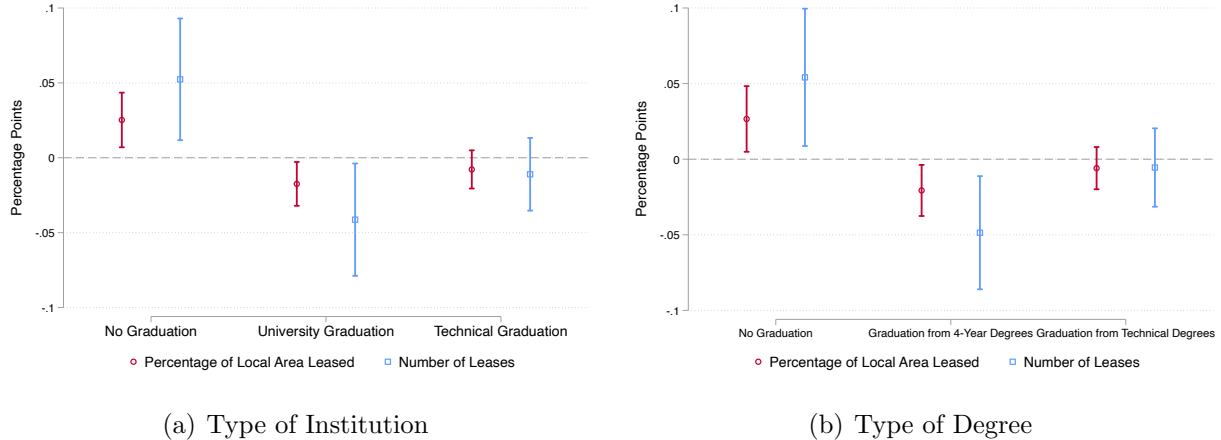 Percentage Points
.1
.05
0
-.05
-.1
No Graduation
University Graduation
Technical Graduation
Percentage of Local Area Leased
Number of Leases
(a) Type of Institution
Percentage Points
.1
.05
0
-.05
-.1
No Graduation
Graduation from 4-Year Degrees
Graduation from Technical Degrees
Percentage of Local Area Leased
Number of Leases
(b) Type of Degree